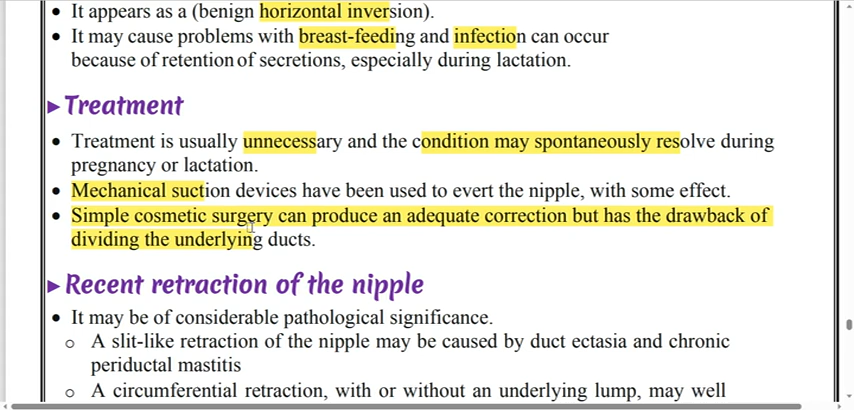 • It appears as a (benign horizontal inversion).
• It may cause problems with breast-feeding and infection can occur
because of retention of secretions, especially during lactation.
►Treatment
• Treatment is usually unnecessary and the condition may spontaneously resolve during
pregnancy or lactation.
• Mechanical suction devices have been used to evert the nipple, with some effect.
• Simple cosmetic surgery can produce an adequate correction but has the drawback of
dividing the underlying ducts.
►Recent retraction of the nipple
• It may be of considerable pathological significance.
o A slit-like retraction of the nipple may be caused by duct ectasia and chronic
periductal mastitis
o A circumferential retraction, with or without an underlying lump, may well